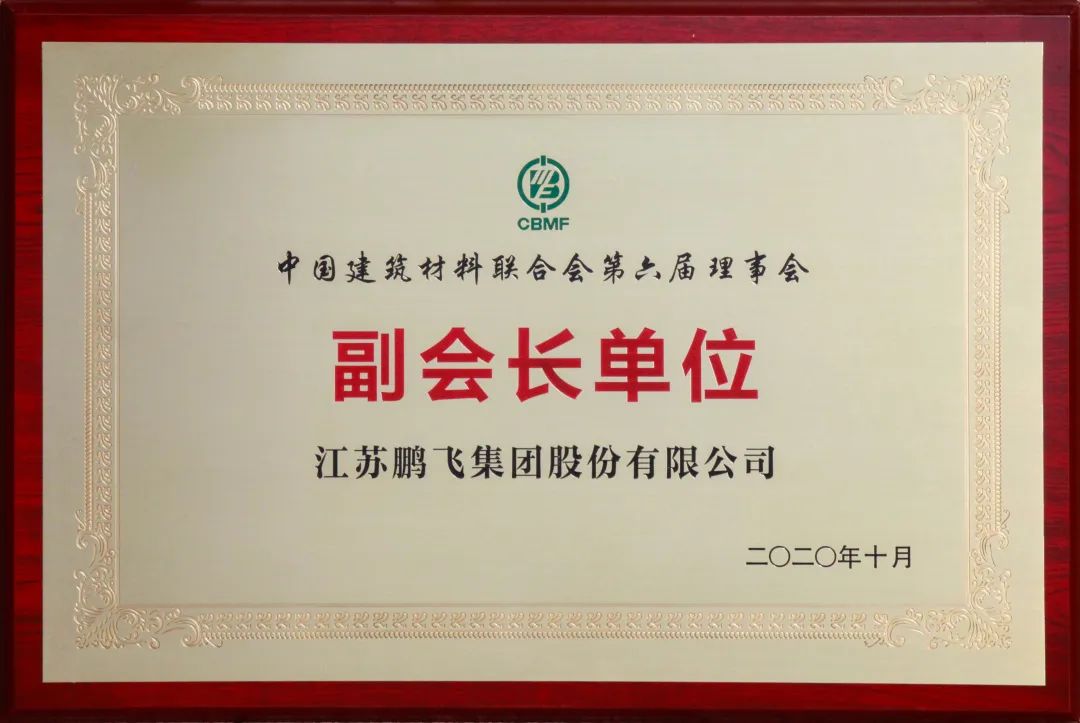 CBMF
中国建筑材料联合会第六届理事会
副会长单位
江苏鹏飞集团股份有限公司
二〇二〇年十月